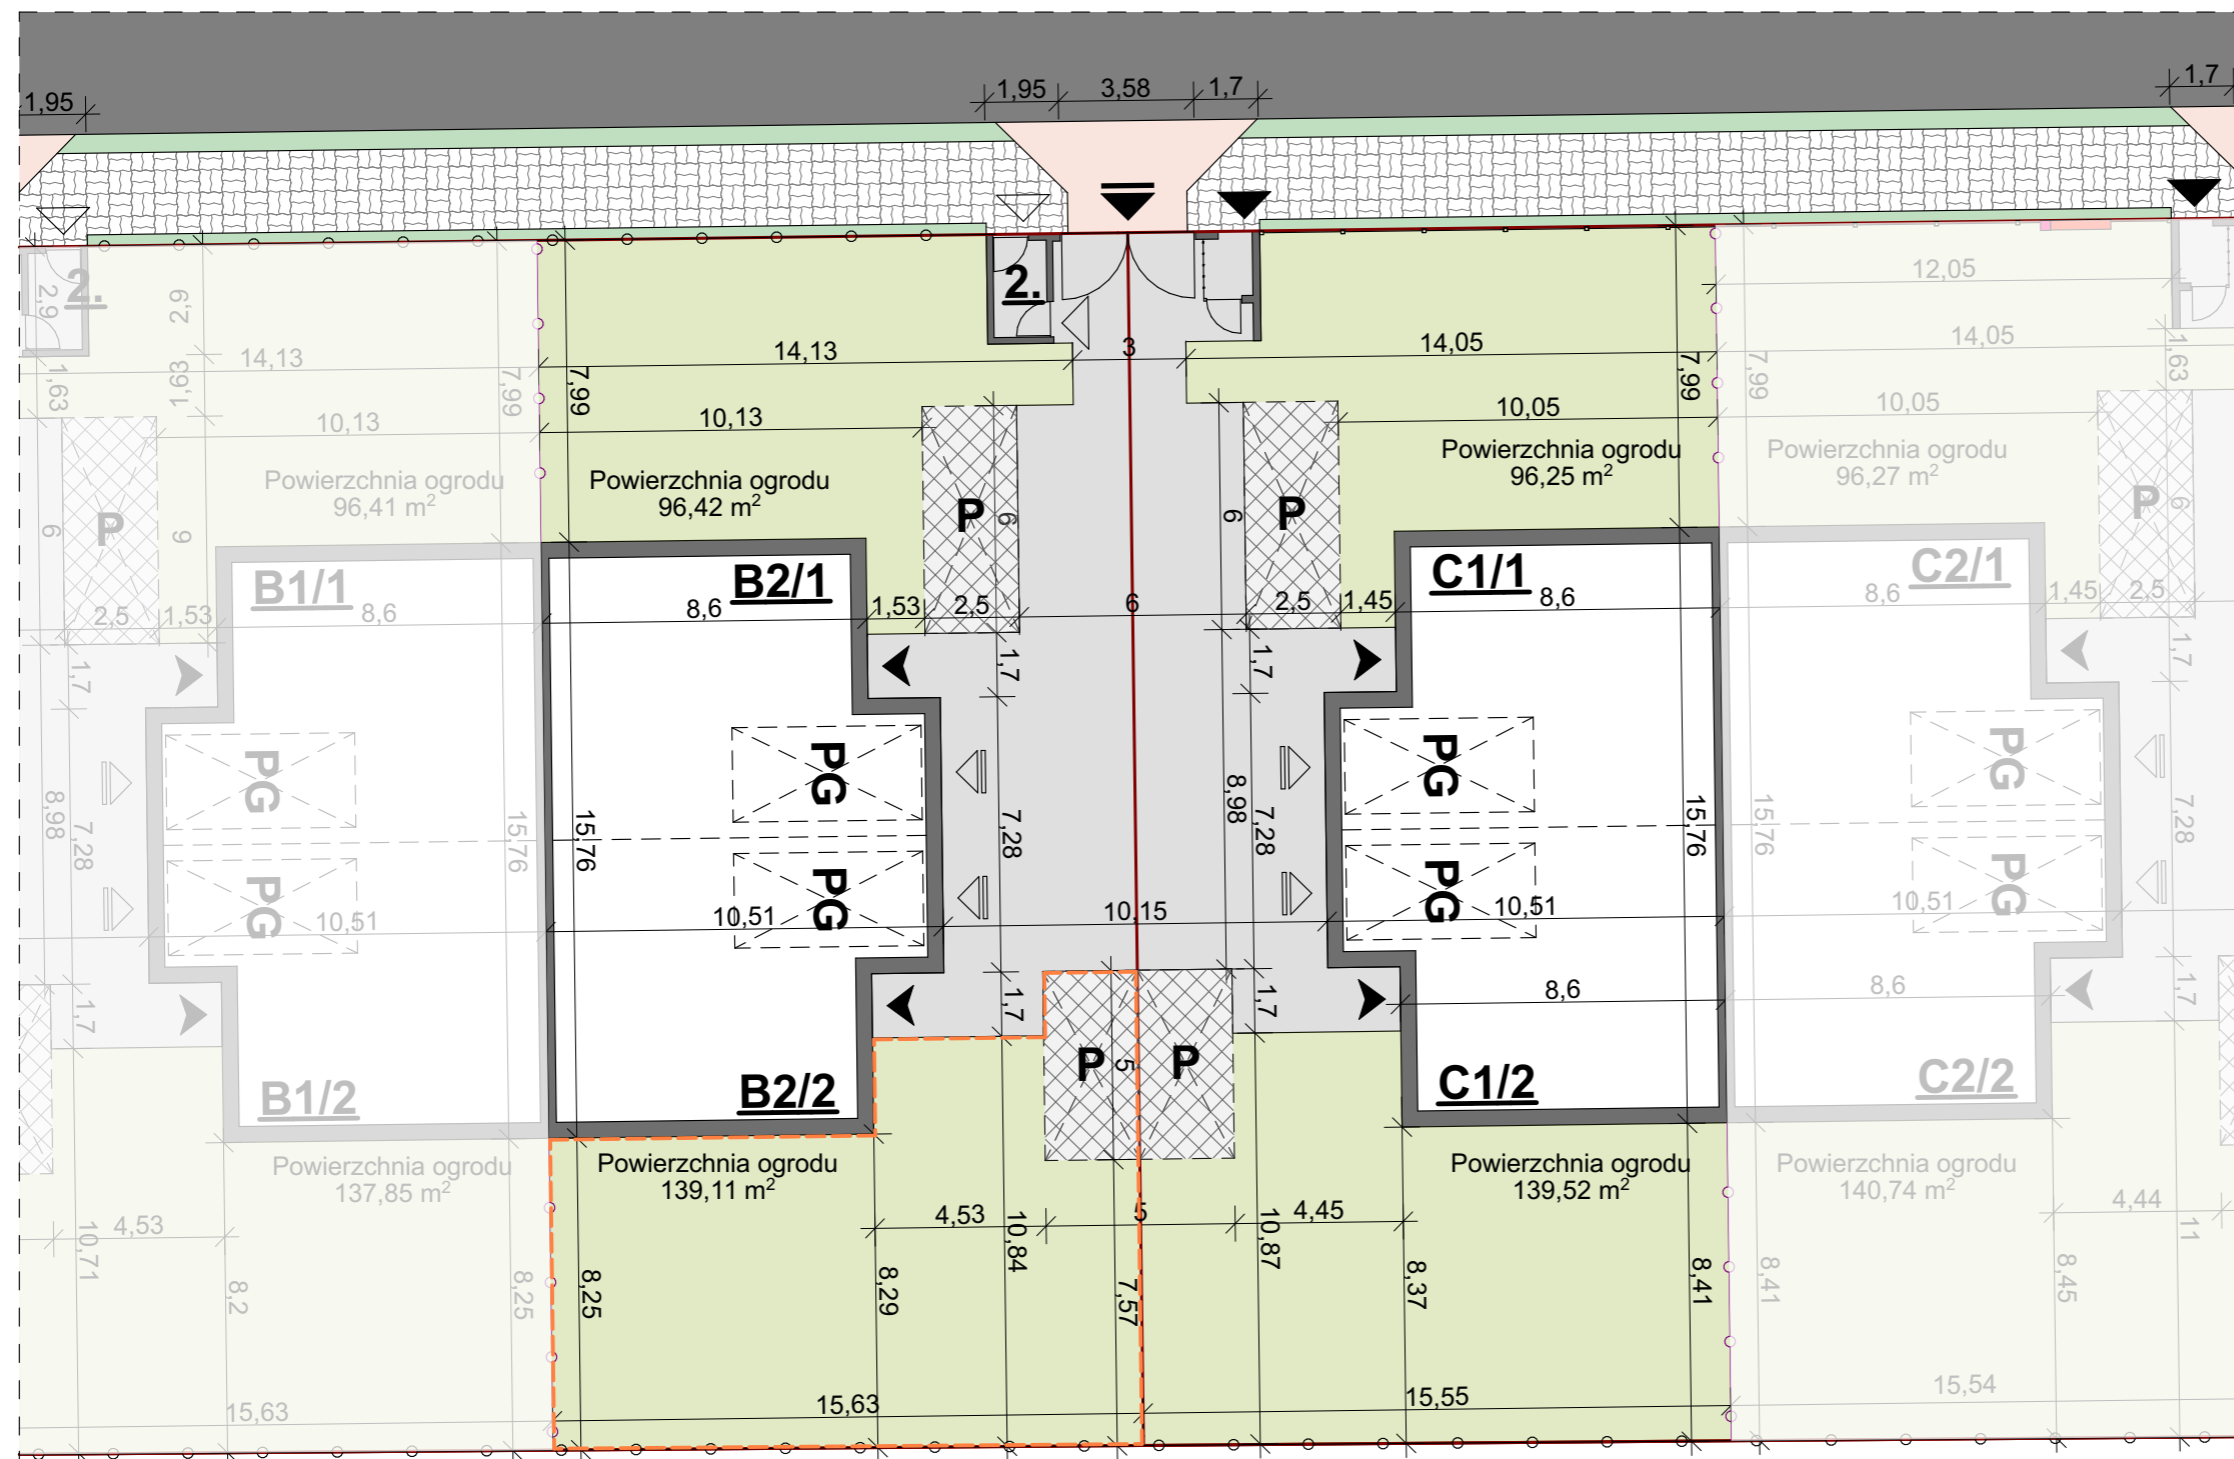 1,95
1,95
3,58
1,7
1,7
2.
2,9
2,9
2.
12,05
14,13
14,13
3
14,05
14,05
1,63
1,63
7,99
7,99
7,99
7,99
1,63
10,13
10,13
10,05
10,05
Powierzchnia ogrodu
96,41 m²
Powierzchnia ogrodu
96,42 m²
Powierzchnia ogrodu
96,25 m²
Powierzchnia ogrodu
96,27 m²
6
P
6
P
6
6
P
P
6
B1/1
B2/1
C1/1
C2/1
2,5
1,53
8,6
8,6
1,53
2,5
6
2,5
1,45
8,6
8,6
1,45
2,5
1,7
1,7
1,7
1,7
PG
PG
PG
PG
8,98
7,28
15,76
15,76
7,28
8,98
7,28
15,76
15,76
7,28
PG
PG
PG
PG
10,51
10,51
10,15
10,51
10,51
1,7
1,7
1,7
8,6
8,6
1,7
P
5
P
B1/2
B2/2
C1/2
C2/2
Powierzchnia ogrodu
137,85 m²
Powierzchnia ogrodu
139,11 m²
Powierzchnia ogrodu
139,52 m²
Powierzchnia ogrodu
140,74 m²
4,53
4,53
5
4,45
4,44
10,71
8,2
8,25
8,25
8,29
10,84
7,57
10,87
8,37
8,41
8,41
8,45
11
15,63
15,63
15,55
15,54